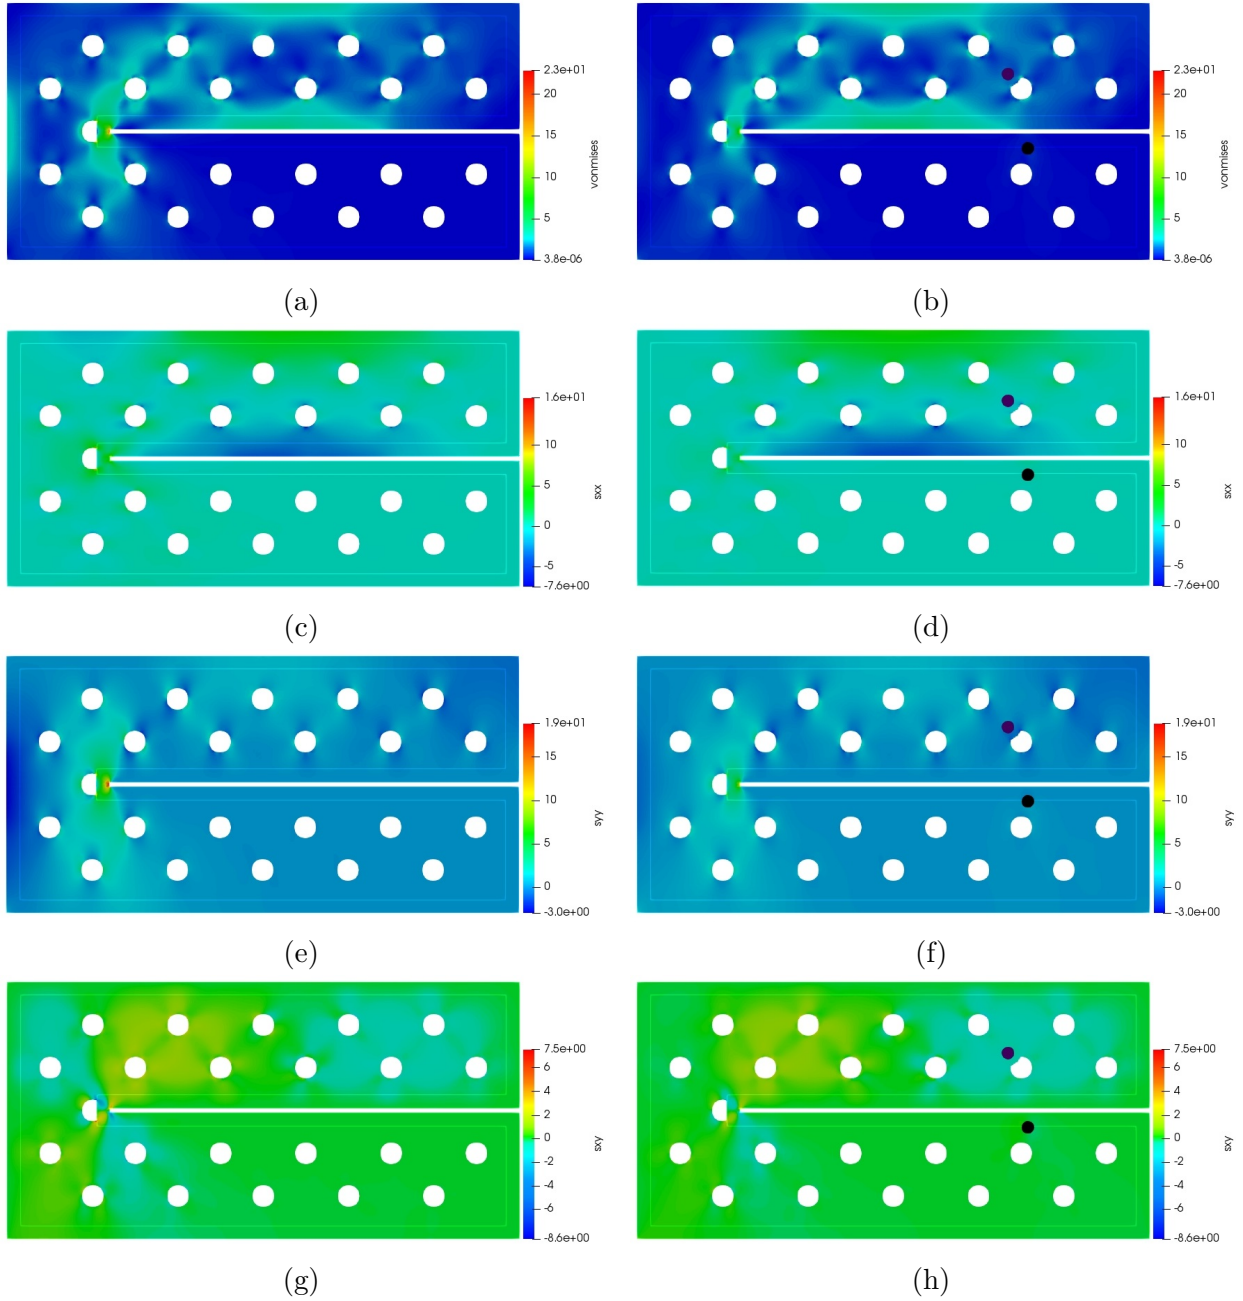 2.3e+01
20
15
10
5
3.8e-06
vonmises
2.3e+01
20
15
10
5
3.8e-06
vonmises
(a)
(b)
1.6e+01
10
5
0
-5
-7.6e+00
sxx
1.6e+01
10
5
0
-5
-7.6e+00
sxx
(c)
(d)
1.9e+01
15
10
5
0
-3.0e+00
syy
1.9e+01
15
10
5
0
-3.0e+00
syy
(e)
(f)
7.5e+00
6
4
2
0
-2
-4
-6
-8.6e+00
sxy
7.5e+00
6
4
2
0
-2
-4
-6
-8.6e+00
sxy
(g)
(h)